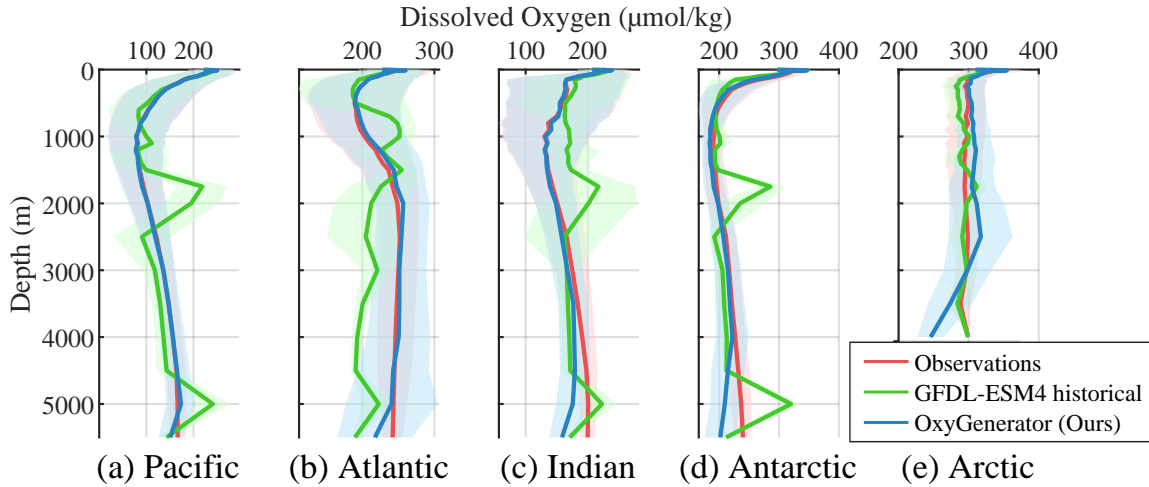 Dissolved Oxygen (μmol/kg)
100 200
200 300
100 200
200 300 400
200 300 400
Depth (m)
0
1000
2000
3000
4000
5000
Observations
GFDL-ESM4 historical
OxyGenerator (Ours)
(a) Pacific
(b) Atlantic
(c) Indian
(d) Antarctic
(e) Arctic